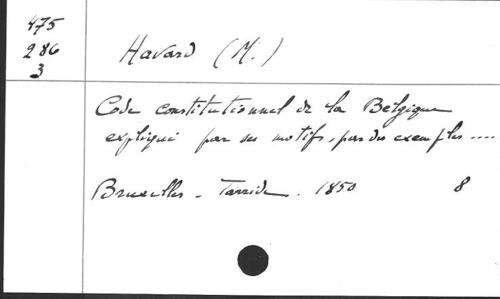 475
286
3
Havard (M.)
Code constitutionnel de la Belgique
expliqué par ses motifs, par des exemples ....
Bruxelles - Tarride. 1850 8